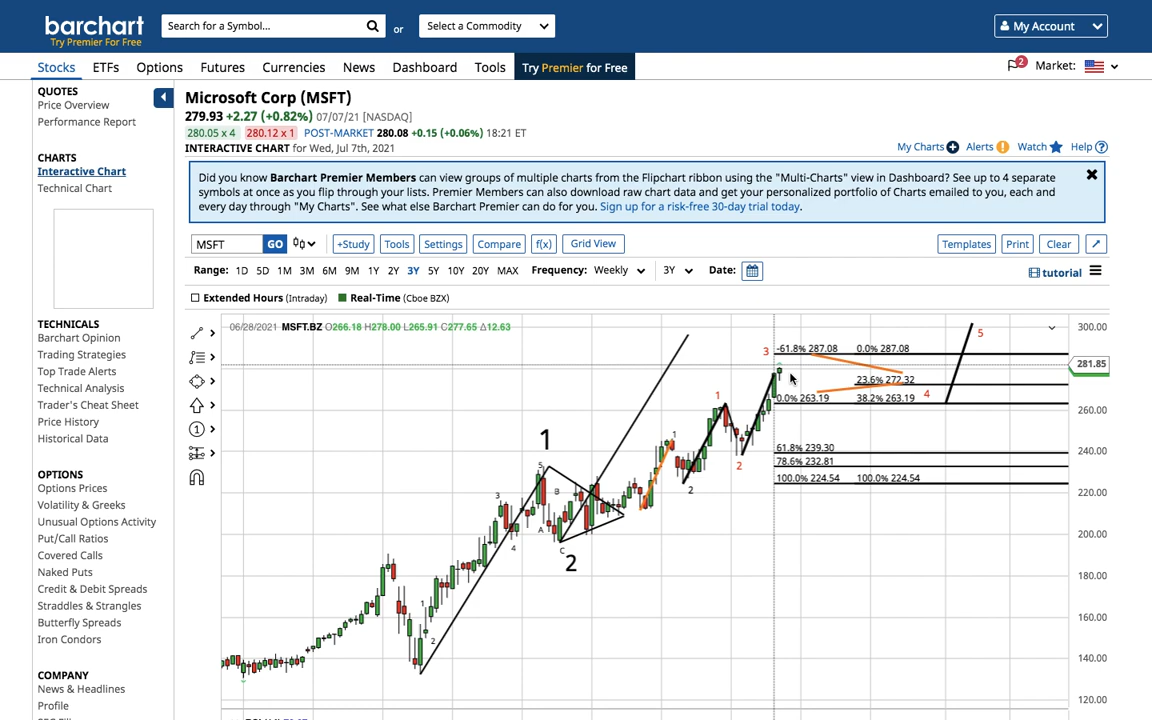 barchart
Try Premier For Free
Search for a Symbol...
or
Select a Commodity
My Account
Stocks ETFs Options Futures Currencies News Dashboard Tools Try Premier for Free
2 Market:
QUOTES
Price Overview
Performance Report
CHARTS
Interactive Chart
Technical Chart
TECHNICALS
Barchart Opinion
Trading Strategies
Top Trade Alerts
Technical Analysis
Trader's Cheat Sheet
Price History
Historical Data
OPTIONS
Options Prices
Volatility & Greeks
Unusual Options Activity
Put/Call Ratios
Covered Calls
Naked Puts
Credit & Debit Spreads
Straddles & Strangles
Butterfly Spreads
Iron Condors
COMPANY
News & Headlines
Profile
Microsoft Corp (MSFT)
279.93 +2.27 (+0.82%) 07/07/21 [NASDAQ]
280.05 x 4 280.12 x 1 POST-MARKET 280.08 +0.15 (+0.06%) 18:21 ET
INTERACTIVE CHART for Wed, Jul 7th, 2021
My Charts Alerts Watch Help
Did you know Barchart Premier Members can view groups of multiple charts from the Flipchart ribbon using the "Multi-Charts" view in Dashboard? See up to 4 separate
symbols at once as you flip through your lists. Premier Members can also download raw chart data and get your personalized portfolio of Charts emailed to you, each and
every day through "My Charts". See what else Barchart Premier can do for you. Sign up for a risk-free 30-day trial today.
MSFT GO +Study Tools Settings Compare f(x) Grid View Templates Print Clear
Range: 1D 5D 1M 3M 6M 9M 1Y 2Y 3Y 5Y 10Y 20Y MAX Frequency: Weekly 3Y Date:
tutorial
Extended Hours (Intraday) Real-Time (Cboe BZX)
06/28/2021 MSFT.BZ O266.18 H278.00 L265.91 C277.65 Δ12.63
300.00
281.85
260.00
240.00
220.00
200.00
180.00
160.00
140.00
120.00
-61.8% 287.08 0.0% 287.08
23.6% 272.32
0.0% 263.19 38.2% 263.19
61.8% 239.30
78.6% 232.81
100.0% 224.54 100.0% 224.54
3
5
4
1
2
1
2
1
5
B
A
C
2
3
4
1
2
1